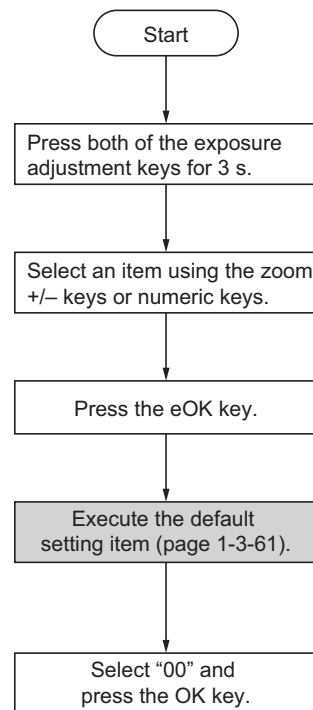 Start
Press both of the exposure
adjustment keys for 3 s.
Select an item using the zoom
+/– keys or numeric keys.
Press the eOK key.
Execute the default
setting item (page 1-3-61).
Select “00” and
press the OK key.